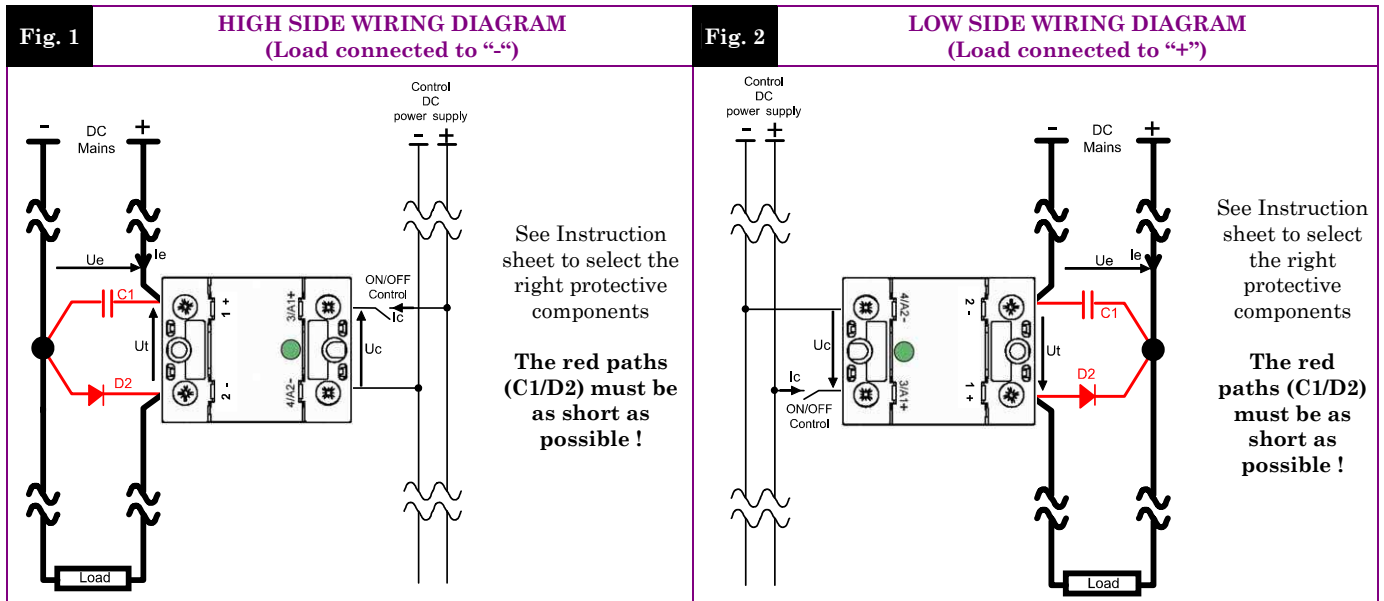 Fig. 1
HIGH SIDE WIRING DIAGRAM
(Load connected to “-“)
Control
DC
power supply
- +
- DC +
Mains
Ue
Ie
C1
1 +
3/A1+
ON/OFF
Control
Ic
Ut
Uc
D2
2 -
4/A2-
Load
See Instruction
sheet to select the
right protective
components
The red paths
(C1/D2) must be
as short as
possible !
Fig. 2
LOW SIDE WIRING DIAGRAM
(Load connected to “+”)
Control
DC
power supply
- +
- DC +
Mains
Ue
Ie
4/A2-
2 -
C1
Uc
Ut
Ic
ON/OFF
Control
3/A1+
1 +
D2
Load
See Instruction
sheet to select
the right
protective
components
The red
paths (C1/D2)
must be as
short as
possible !